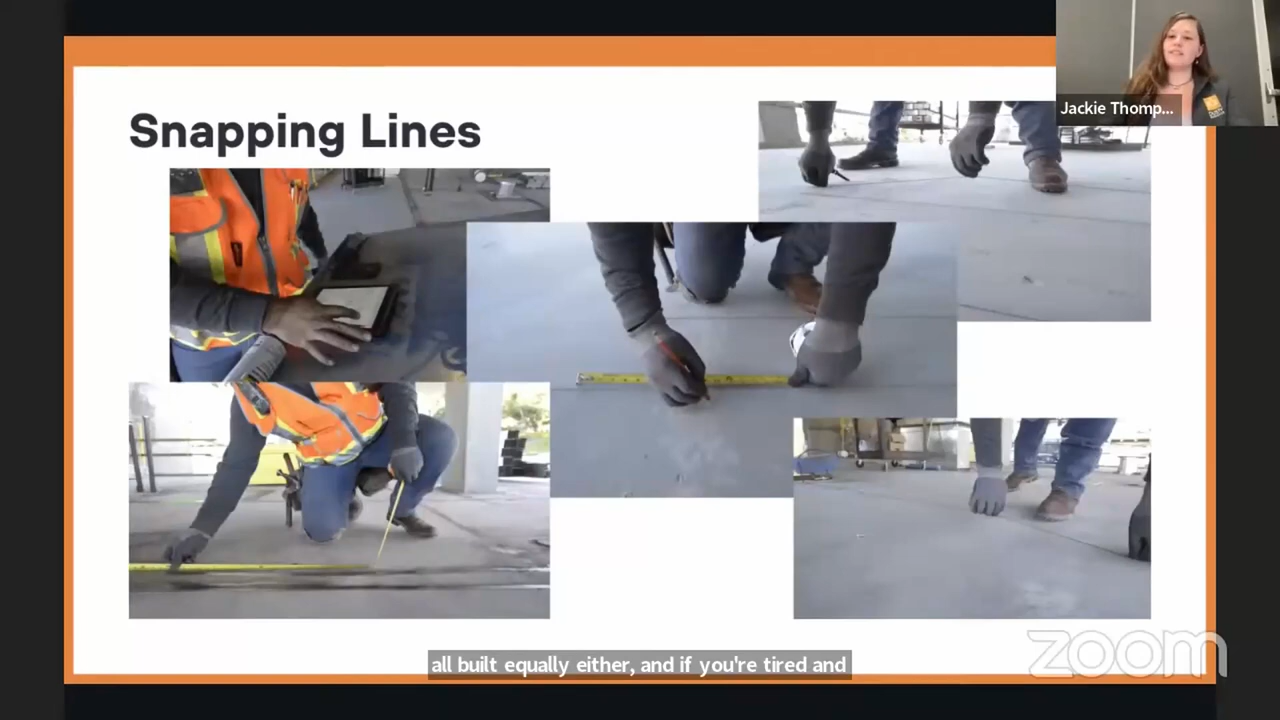 Snapping Lines
Jackie Thomp...
all built equally either, and if you're tired and
zoom